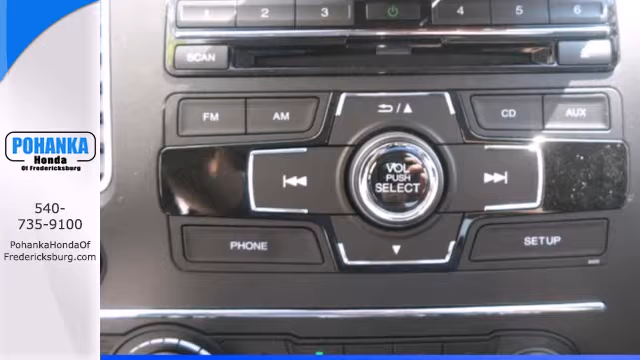 POHANKA
Honda
Of Fredericksburg
540-
735-9100
PohankaHondaOf
Fredericksburg.com
1 2 3 4 5 6
SCAN
FM AM CD AUX
VOL
PUSH
SELECT
PHONE SETUP